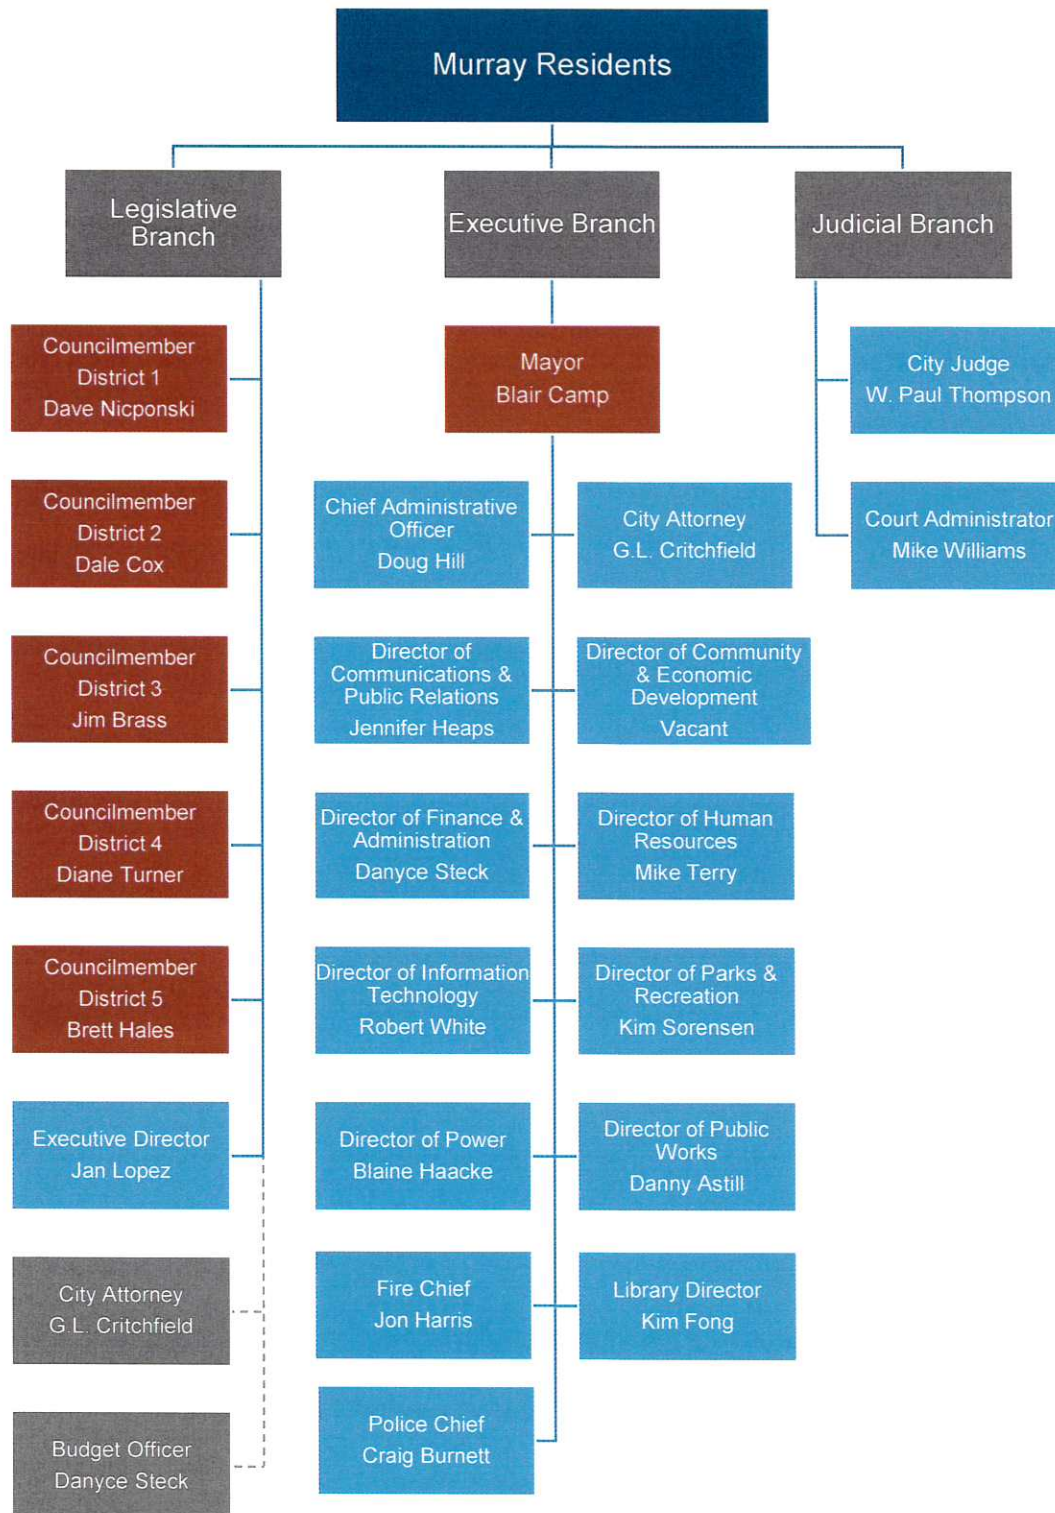 Murray Residents
Legislative
Branch
Executive Branch
Judicial Branch
Councilmember
District 1
Dave Nicponski
Mayor
Blair Camp
City Judge
W. Paul Thompson
Councilmember
District 2
Dale Cox
Chief Administrative
Officer
Doug Hill
City Attorney
G.L. Critchfield
Court Administrator
Mike Williams
Councilmember
District 3
Jim Brass
Director of
Communications &
Public Relations
Jennifer Heaps
Director of Community
& Economic
Development
Vacant
Councilmember
District 4
Diane Turner
Director of Finance &
Administration
Danyce Steck
Director of Human
Resources
Mike Terry
Councilmember
District 5
Brett Hales
Director of Information
Technology
Robert White
Director of Parks &
Recreation
Kim Sorensen
Executive Director
Jan Lopez
Director of Power
Blaine Haacke
Director of Public
Works
Danny Astill
City Attorney
G.L. Critchfield
Fire Chief
Jon Harris
Library Director
Kim Fong
Budget Officer
Danyce Steck
Police Chief
Craig Burnett